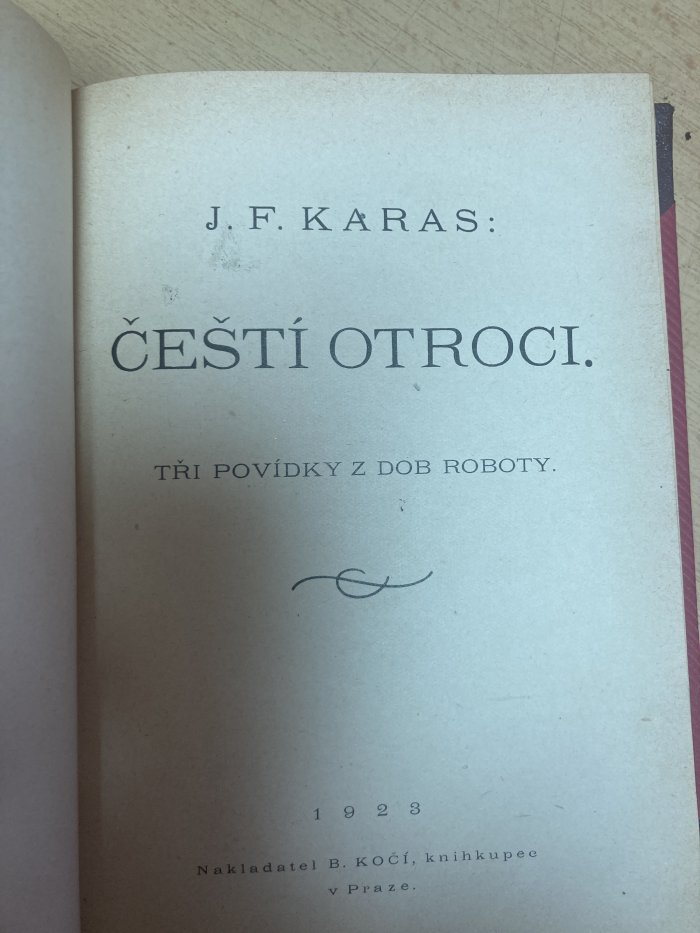 J. F. KARAS:
ČEŠTÍ OTROCI.
TŘI POVÍDKY Z DOB ROBOTY.
1923
Nakladatel B. KOČÍ, knihkupec
v Praze.